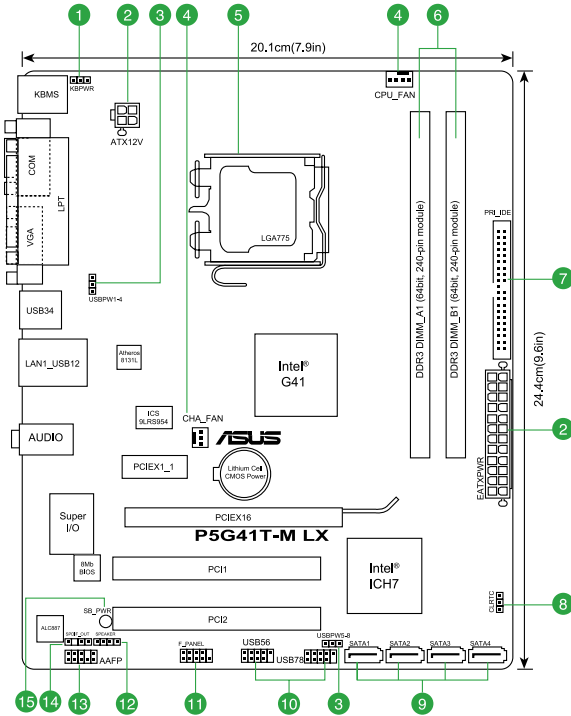 1
2
3
4
5
4
6
20.1cm(7.9in)
KBMS
KBPWR
ATX12V
CPU_FAN
COM
LPT
VGA
LGA775
DDR3 DIMM_A1 (64bit, 240-pin module)
DDR3 DIMM_B1 (64bit, 240-pin module)
PRI_IDE
7
USBPW1-4
USB34
LAN1_USB12
Atheros
8131L
Intel®
G41
24.4cm(9.6in)
ICS
9LRS954
CHA_FAN
ASUS
AUDIO
PCIEX1_1
Lithium Cell
CMOS Power
EATXPWR
2
Super
I/O
PCIEX16
P5G41T-M LX
8Mb
BIOS
PCI1
Intel®
ICH7
CLRTC
8
SB_PWR
PCI2
ALC887
SPDIF_OUT
SPEAKER
AAFP
F_PANEL
USB56
USB78
USBPW5-8
SATA1
SATA2
SATA3
SATA4
15
14
13
12
11
10
3
9